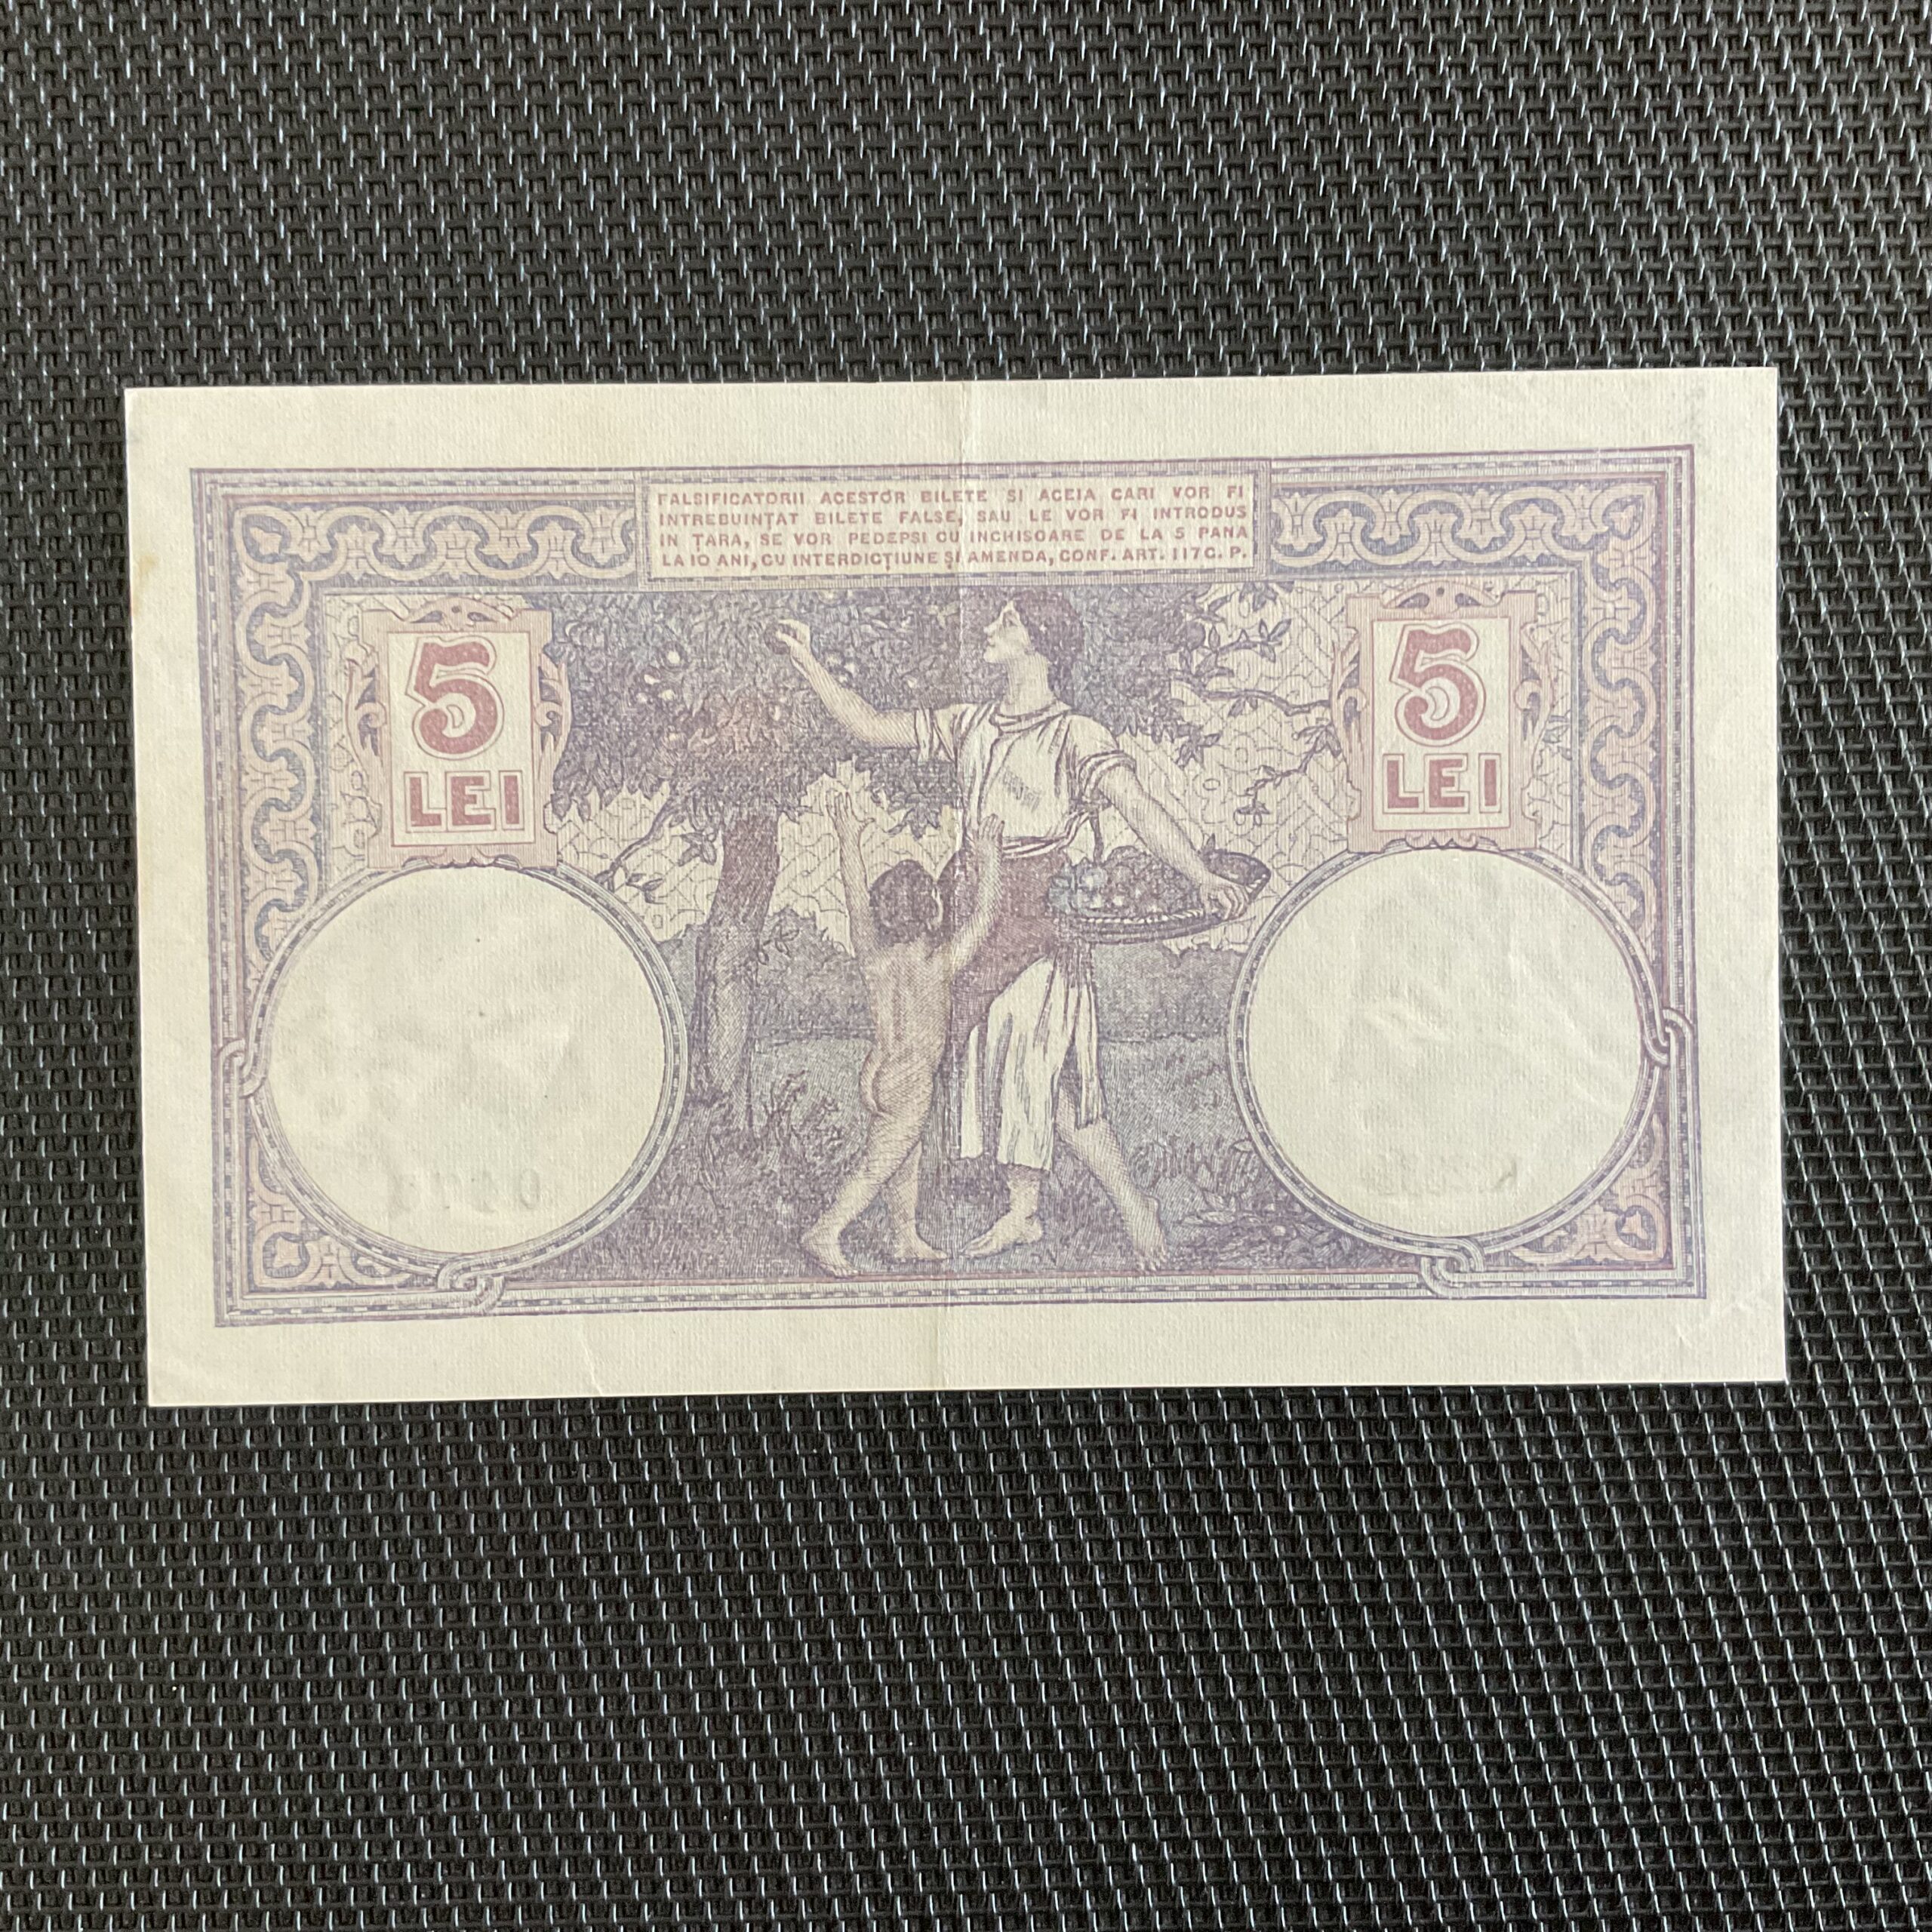 FALSIFICATORII ACESTOR BILETE SI ACEIA CARI VOR FI
INTREBUINȚAT BILETE FALSE, SAU LE VOR FI INTRODUS
IN ȚARA, SE VOR PEDEPSI CU INCHISOARE DE LA 5 PANA
LA 10 ANI, CU INTERDICȚIUNE ȘI AMENDA, CONF. ART. 117 C. P.
5
LEI
5
LEI